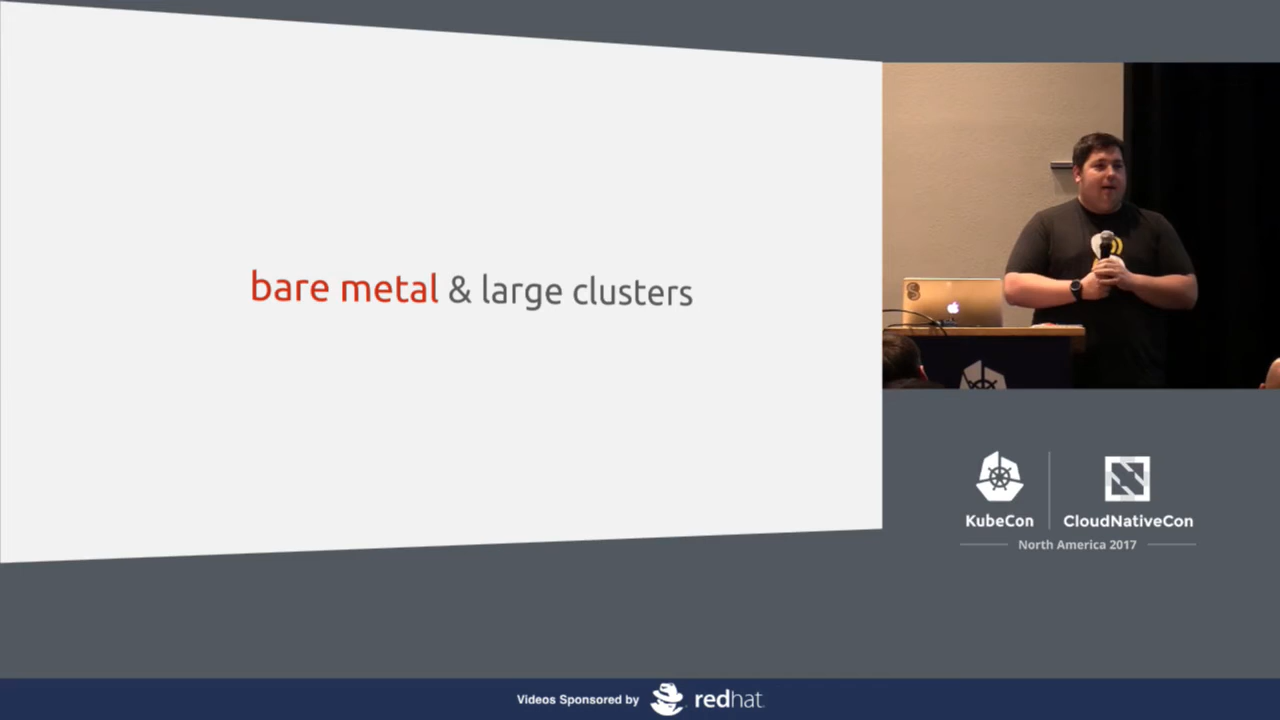 bare metal & large clusters
KubeCon
CloudNativeCon
North America 2017
Videos Sponsored by redhat.